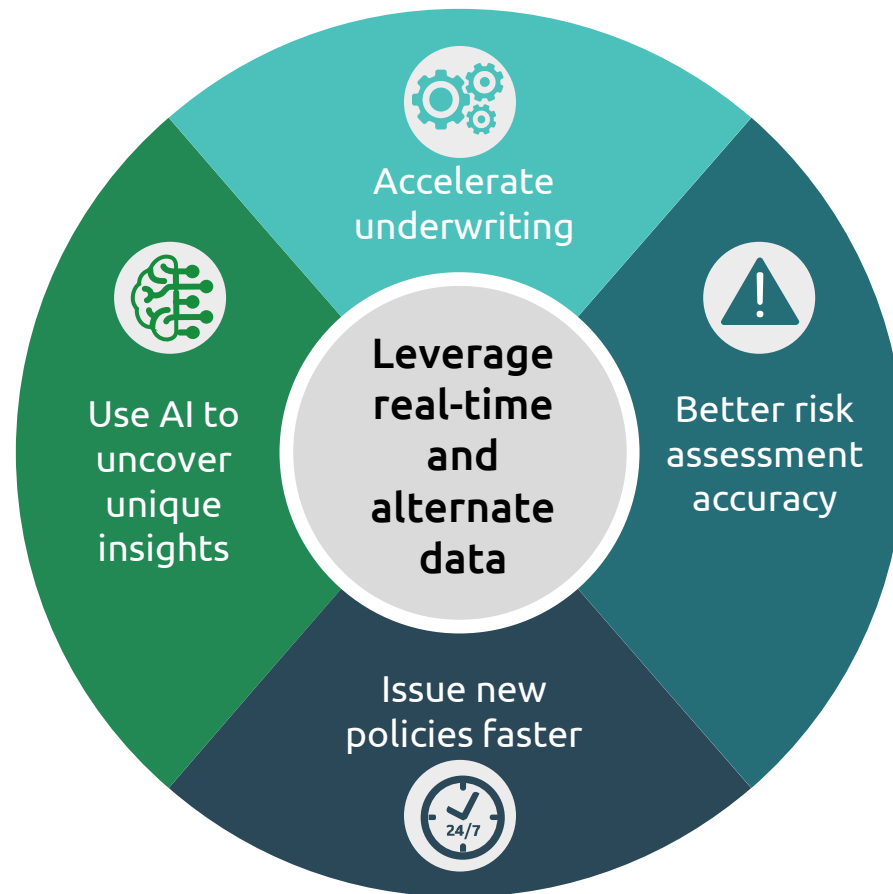 Accelerate
underwriting
Use AI to
uncover
unique
insights
Leverage
real-time
and
alternate
data
Better risk
assessment
accuracy
Issue new
policies faster
24/7